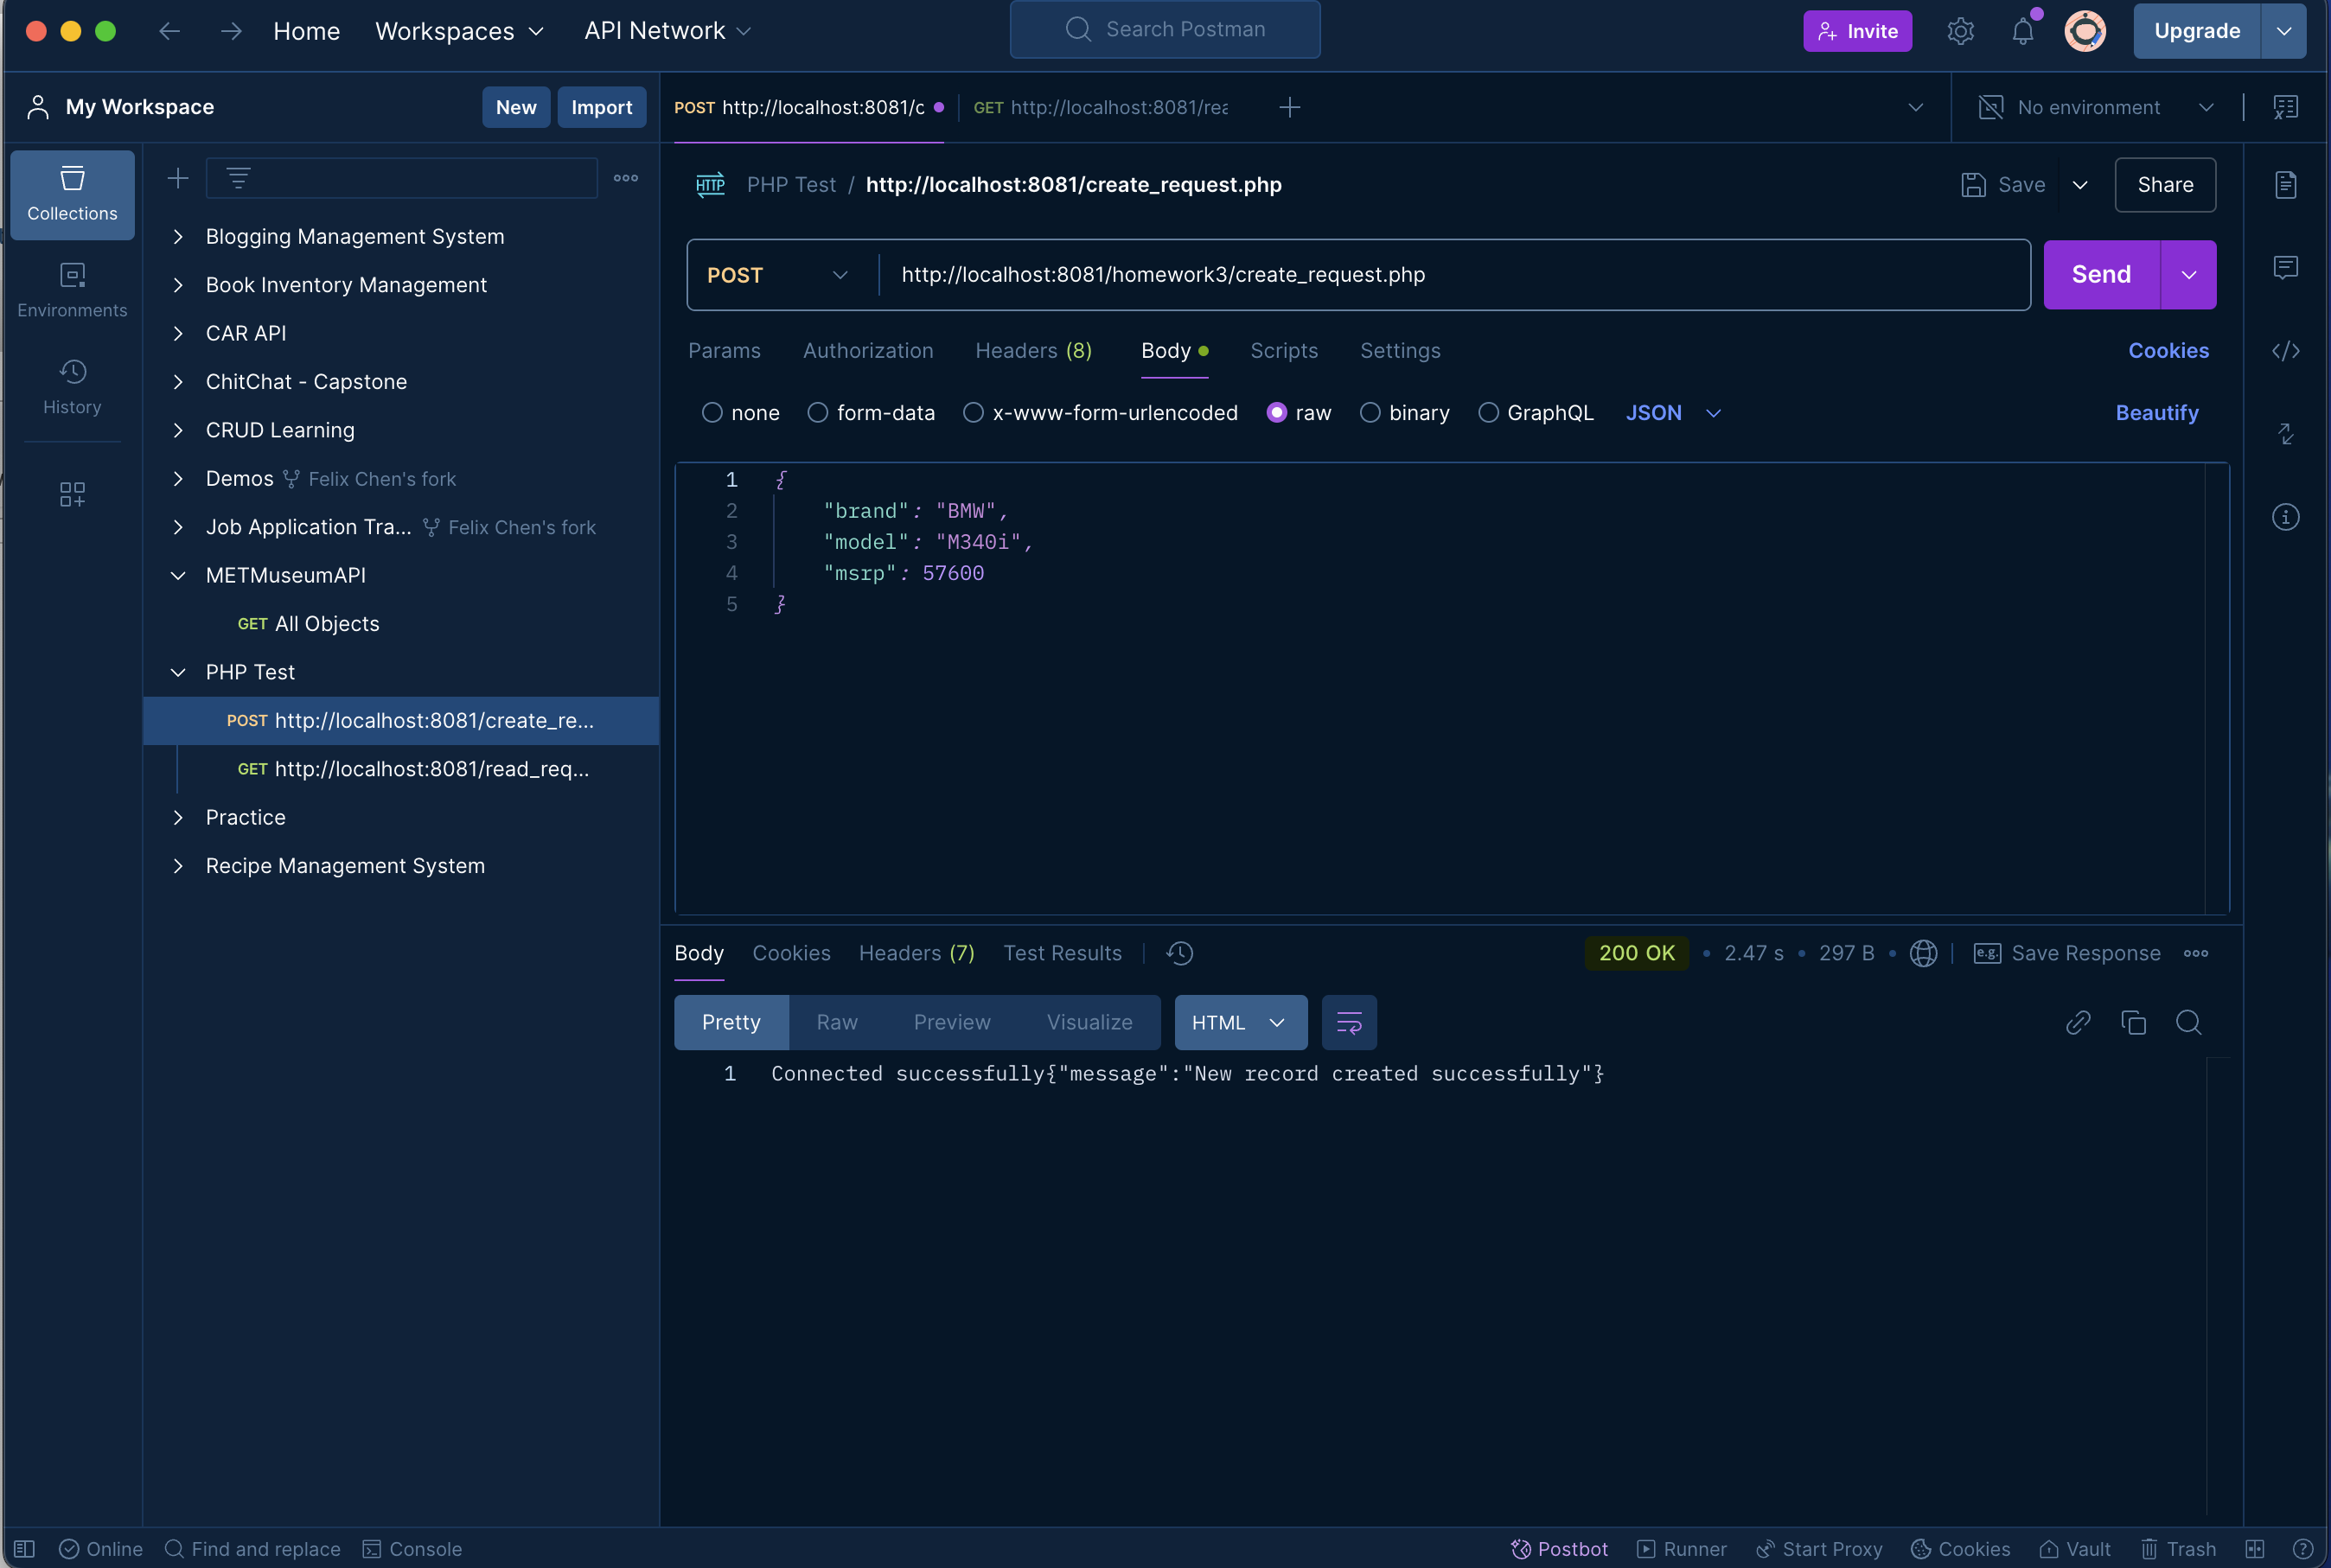 Home Workspaces API Network Search Postman Invite Upgrade
My Workspace New Import
POST http://localhost:8081/c GET http://localhost:8081/rea No environment
Collections
Environments
History
Blogging Management System
Book Inventory Management
CAR API
ChitChat - Capstone
CRUD Learning
Demos Felix Chen's fork
Job Application Tra... Felix Chen's fork
METMuseumAPI
GET All Objects
PHP Test
POST http://localhost:8081/create_re...
GET http://localhost:8081/read_req...
Practice
Recipe Management System
HTTP PHP Test / http://localhost:8081/create_request.php Save Share
POST http://localhost:8081/homework3/create_request.php Send
Params Authorization Headers (8) Body Scripts Settings Cookies
none form-data x-www-form-urlencoded raw binary GraphQL JSON Beautify
1 {
2 "brand": "BMW",
3 "model": "M340i",
4 "msrp": 57600
5 }
Body Cookies Headers (7) Test Results 200 OK • 2.47 s • 297 B • e.g. Save Response
Pretty Raw Preview Visualize HTML
1 Connected successfully{"message":"New record created successfully"}
Online Find and replace Console Postbot Runner Start Proxy Cookies Vault Trash